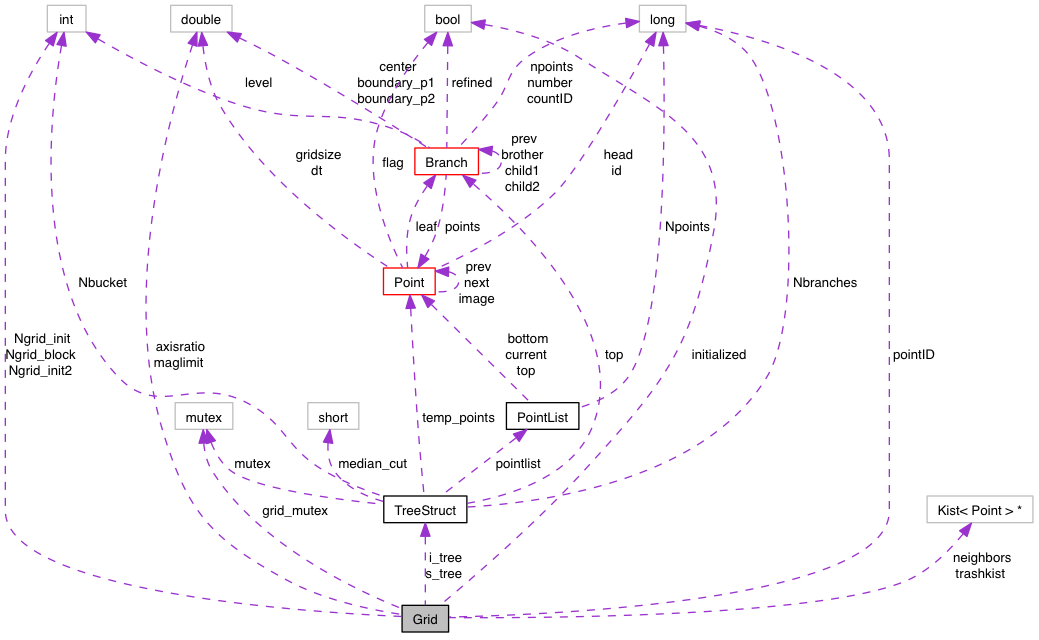 int
double
bool
long
level
center
boundary_p1
boundary_p2
refined
npoints
number
countID
prev
brother
child1
child2
Branch
gridsize
dt
flag
head
id
leaf
points
Npoints
Point
prev
next
image
Nbucket
Nbranches
Ngrid_init
Ngrid_block
Ngrid_init2
axisratio
maglimit
bottom
current
top
top
initialized
pointID
mutex
short
temp_points
PointList
mutex
median_cut
pointlist
grid_mutex
TreeStruct
Kist< Point > *
i_tree
s_tree
neighbors
trashkist
Grid